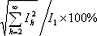 √(∑_{k=2}^{∞} I_k^2) / I_1 × 100%